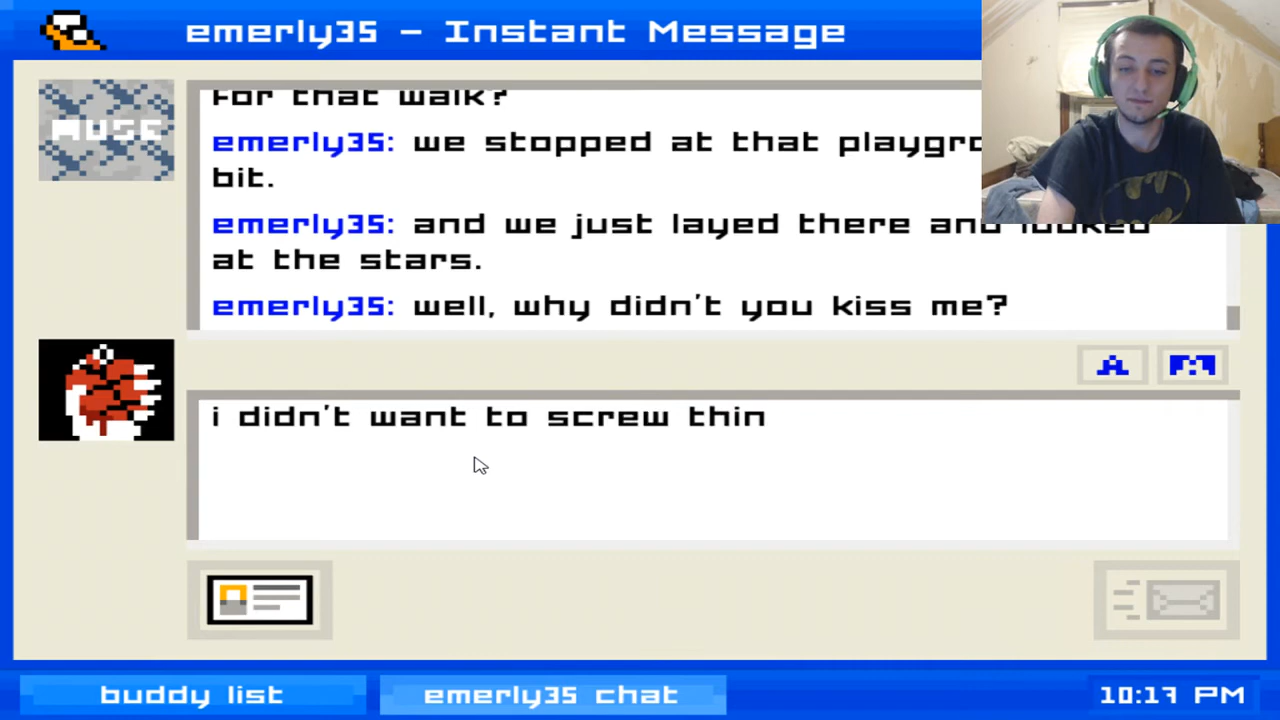 emerly35 - Instant Message
for that walk?
MUSE
emerly35: we stopped at that
bit.
emerly35: and we just layed there and looked
at the stars.
emerly35: well, why didn't you kiss me?
A M
i didn't want to screw thin
buddy list
emerly35 chat
10:17 PM